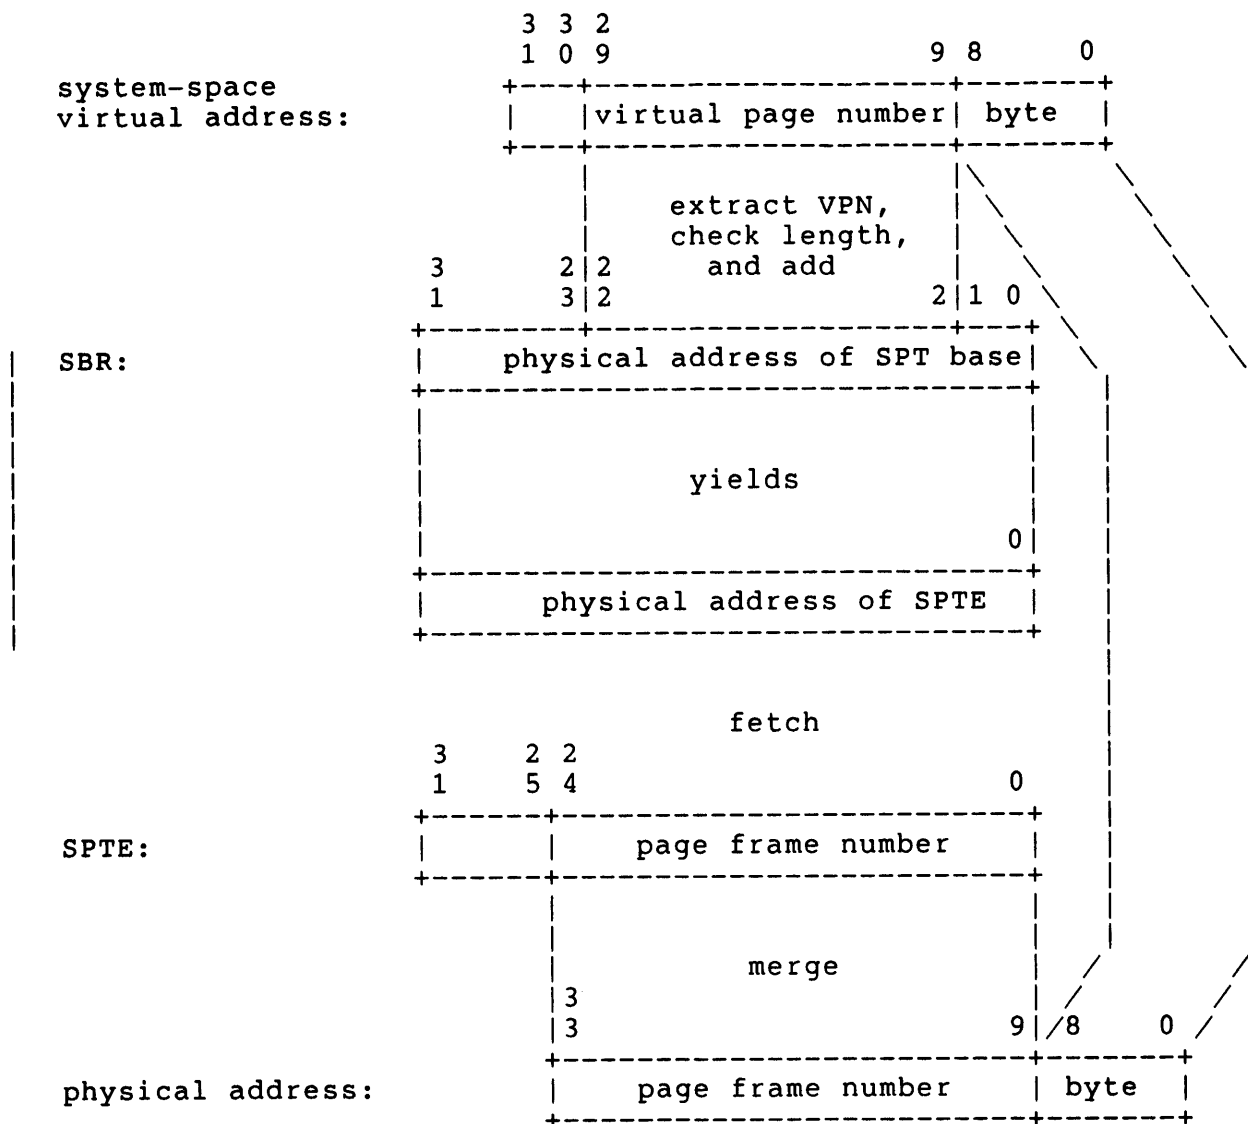 3 3 2
1 0 9 9 8 0
system-space
virtual address:
virtual page number byte
extract VPN,
check length,
3 2 2 and add
1 3 2 2 1 0
SBR: physical address of SPT base
yields
0
physical address of SPTE
fetch
3 2 2
1 5 4 0
SPTE: page frame number
merge
3
3 9 8 0
physical address: page frame number byte